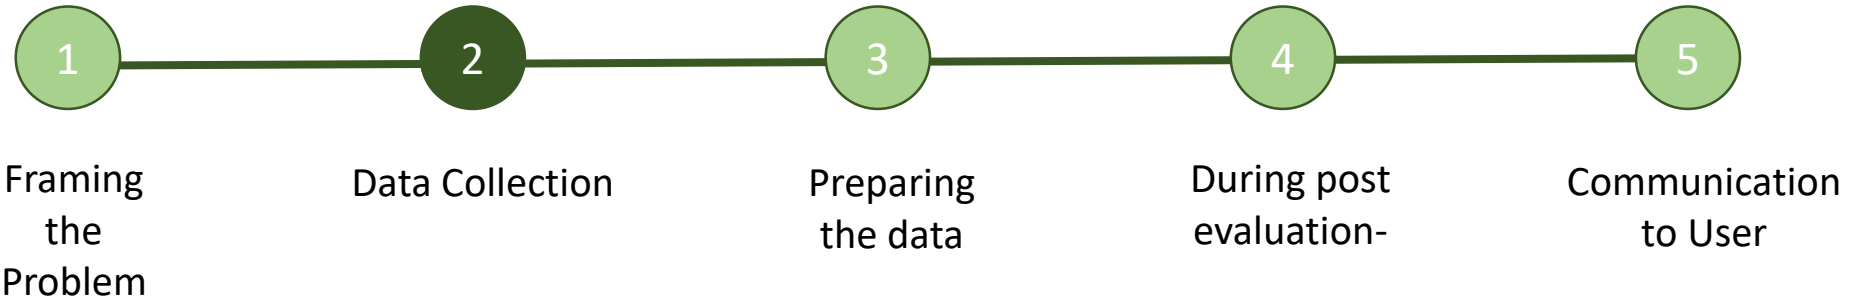 1
2
3
4
5
Framing
the
Problem
Data Collection
Preparing
the data
During post
evaluation-
Communication
to User